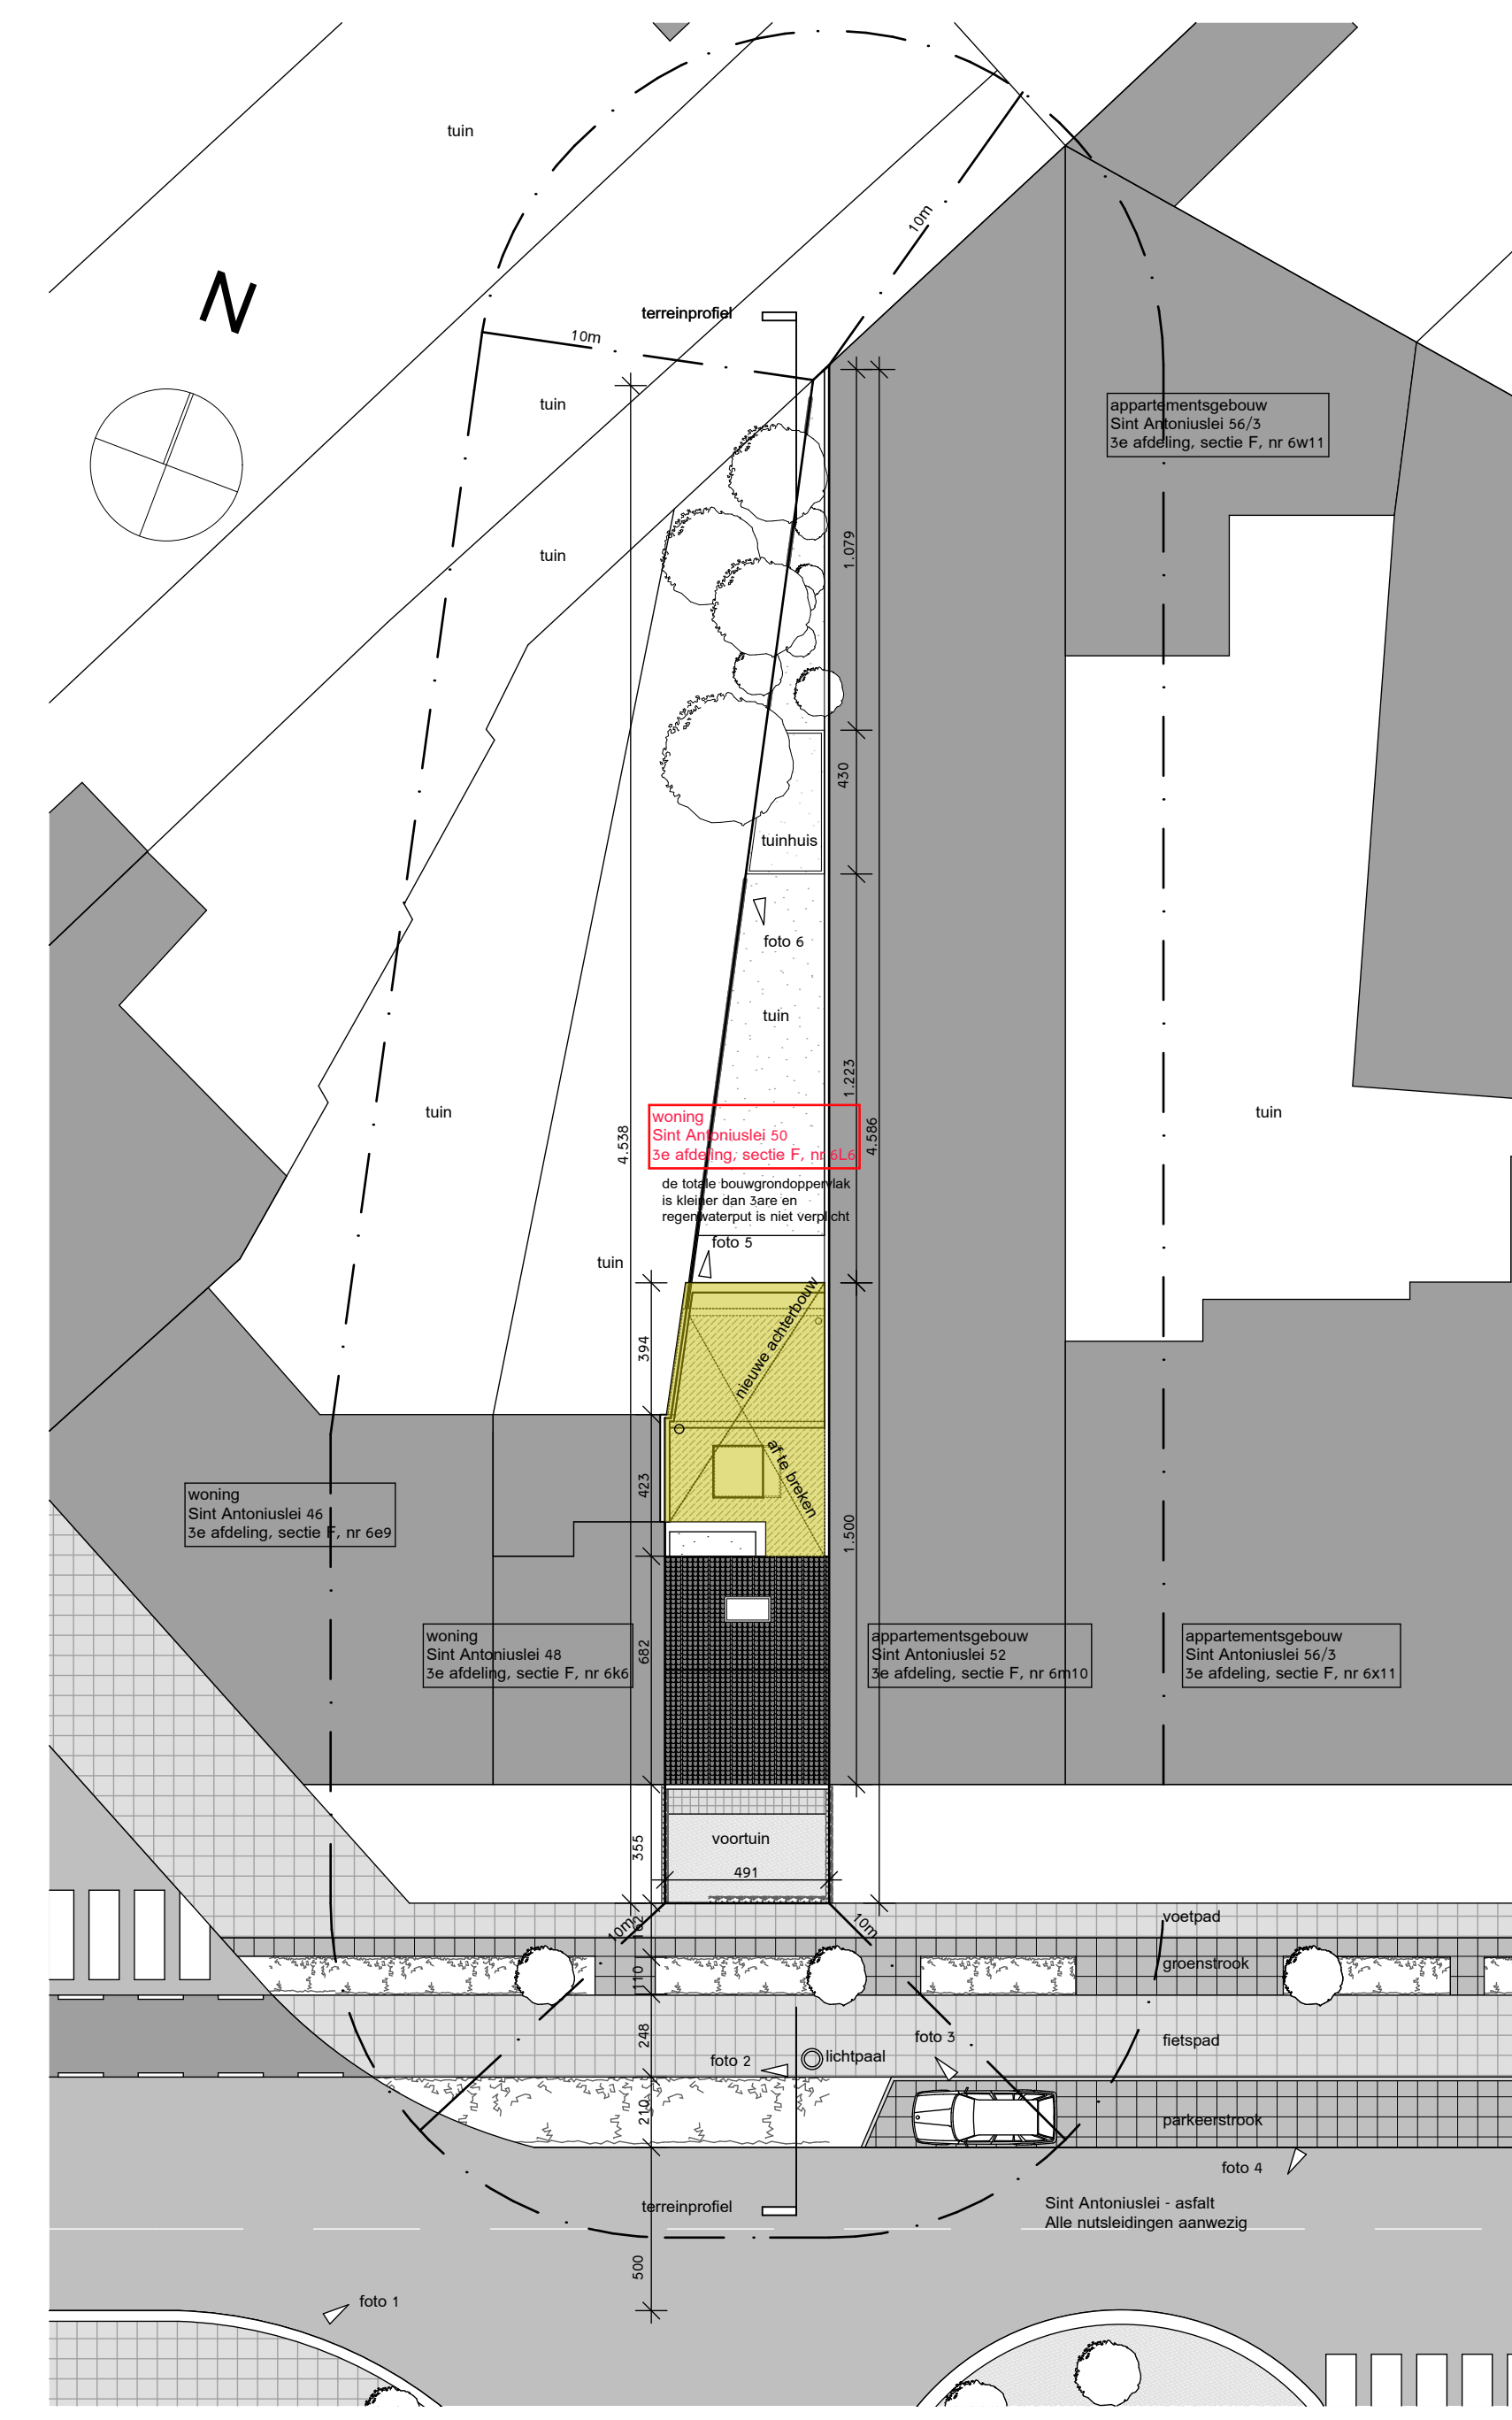 tuin
N
10m
terreinprofiel
10m
tuin
appartementsgebouw
Sint Antoniuslei 56/3
3e afdeling, sectie F, nr 6w11
tuin
1.079
430
tuinhuis
foto 6
tuin
1.223
tuin
tuin
4.538
woning
Sint Antoniuslei 50
3e afdeling, sectie F, nr 6L6
4.586
de totale bouwgrondoppervlak
is kleiner dan 3are en
regenwaterput is niet verplicht
foto 5
tuin
nieuwe achterbouw
394
af te breken
423
1.500
woning
Sint Antoniuslei 46
3e afdeling, sectie F, nr 6e9
woning
Sint Antoniuslei 48
3e afdeling, sectie F, nr 6k6
682
appartementsgebouw
Sint Antoniuslei 52
3e afdeling, sectie F, nr 6m10
appartementsgebouw
Sint Antoniuslei 56/3
3e afdeling, sectie F, nr 6x11
voortuin
355
491
10m
10m
voetpad
groenstrook
110
248
foto 3
fietspad
foto 2
lichtpaal
210
parkeerstrook
foto 4
terreinprofiel
Sint Antoniuslei - asfalt
Alle nutsleidingen aanwezig
500
foto 1